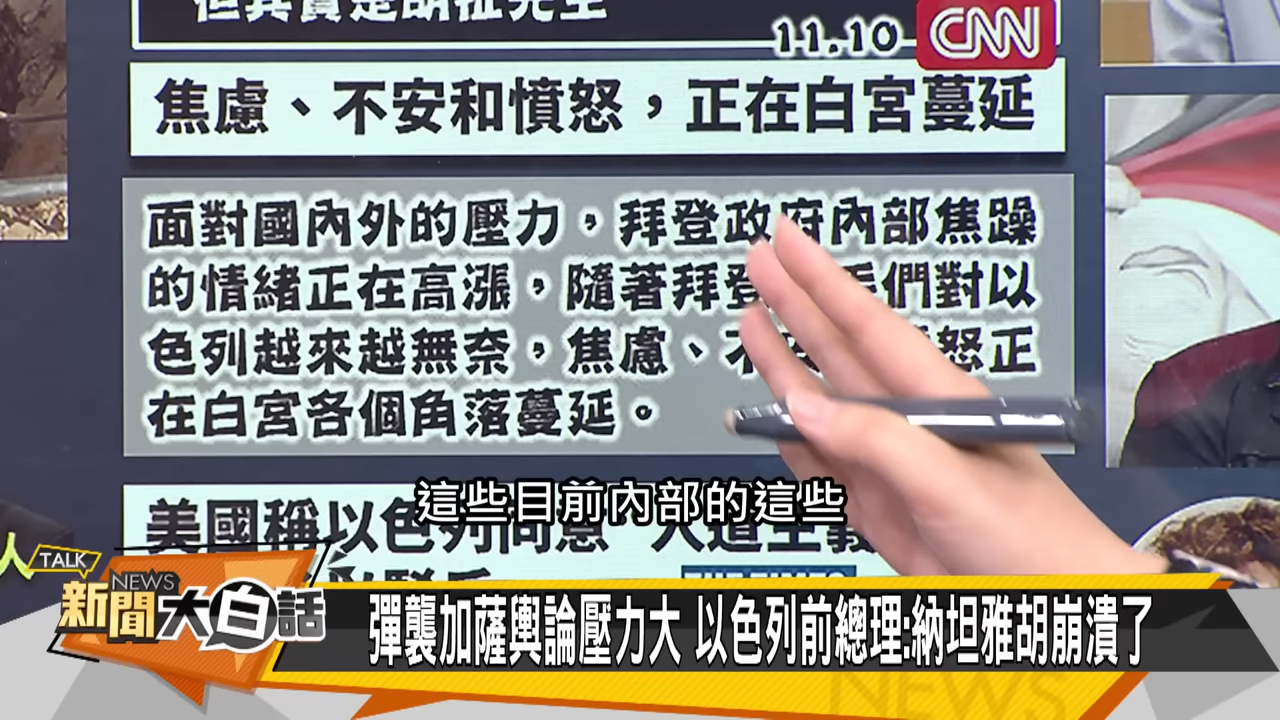 但其實是胡扯先生
11.10 CNN
焦慮、不安和憤怒，正在白宮蔓延
面對國內外的壓力，拜登政府內部焦躁
的情緒正在高漲，隨著拜登 手們對以
色列越來越無奈，焦慮、不 怒正
在白宮各個角落蔓延。
美國稱以色列同意
這些目前內部的這些
人 TALK
NEWS
新聞大白話
彈襲加薩輿論壓力大 以色列前總理:納坦雅胡崩潰了
NEWS